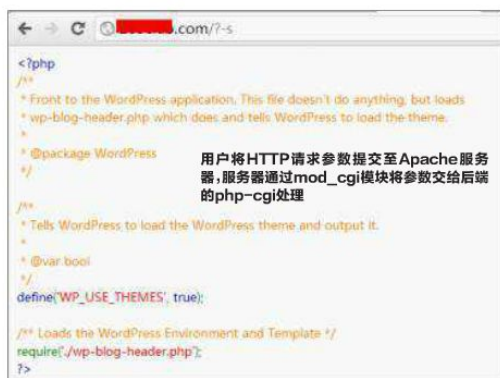 .com/?-s
<?php
/**
* Front to the WordPress application. This file doesn't do anything, but loads
* wp-blog-header.php which does and tells WordPress to load the theme.
*
* @package WordPress
*/
用户将HTTP请求参数提交至Apache服务
器,服务器通过mod_cgi模块将参数交给后端
的php-cgi处理
/**
* Tells WordPress to load the WordPress theme and output it.
*
* @var bool
*/
define('WP_USE_THEMES', true);
/** Loads the WordPress Environment and Template */
require('./wp-blog-header.php');
?>